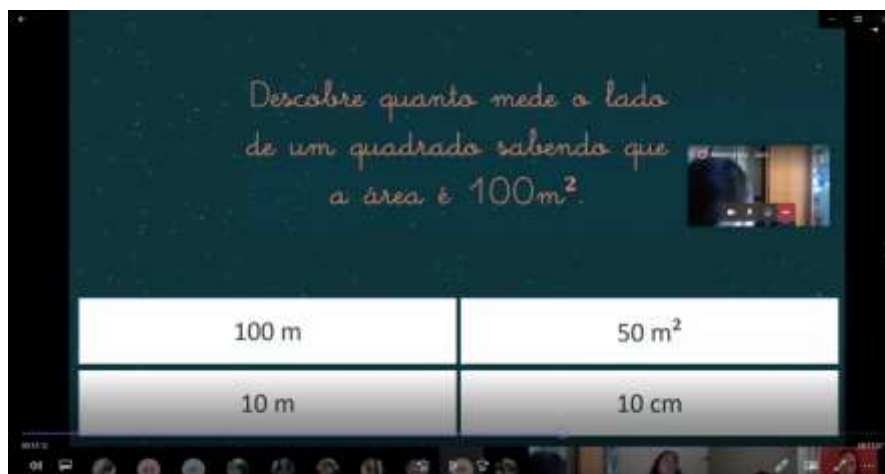 Descobre quanto mede o lado
de um quadrado sabendo que
a área é 100m².
100 m
50 m²
10 m
10 cm